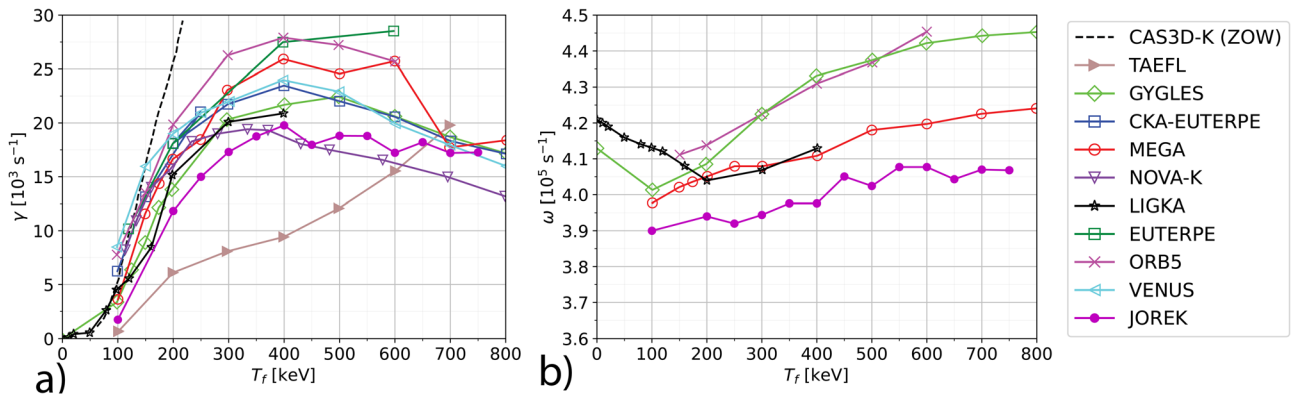 30
25
20
15
10
5
0
γ [10³ s⁻¹]
0 100 200 300 400 500 600 700 800
T_f [keV]
a)
4.5
4.4
4.3
4.2
4.1
4.0
3.9
3.8
3.7
3.6
ω [10⁵ s⁻¹]
0 100 200 300 400 500 600 700 800
T_f [keV]
b)
CAS3D-K (ZOW)
TAEFL
GYGLES
CKA-EUTERPE
MEGA
NOVA-K
LIGKA
EUTERPE
ORB5
VENUS
JOREK